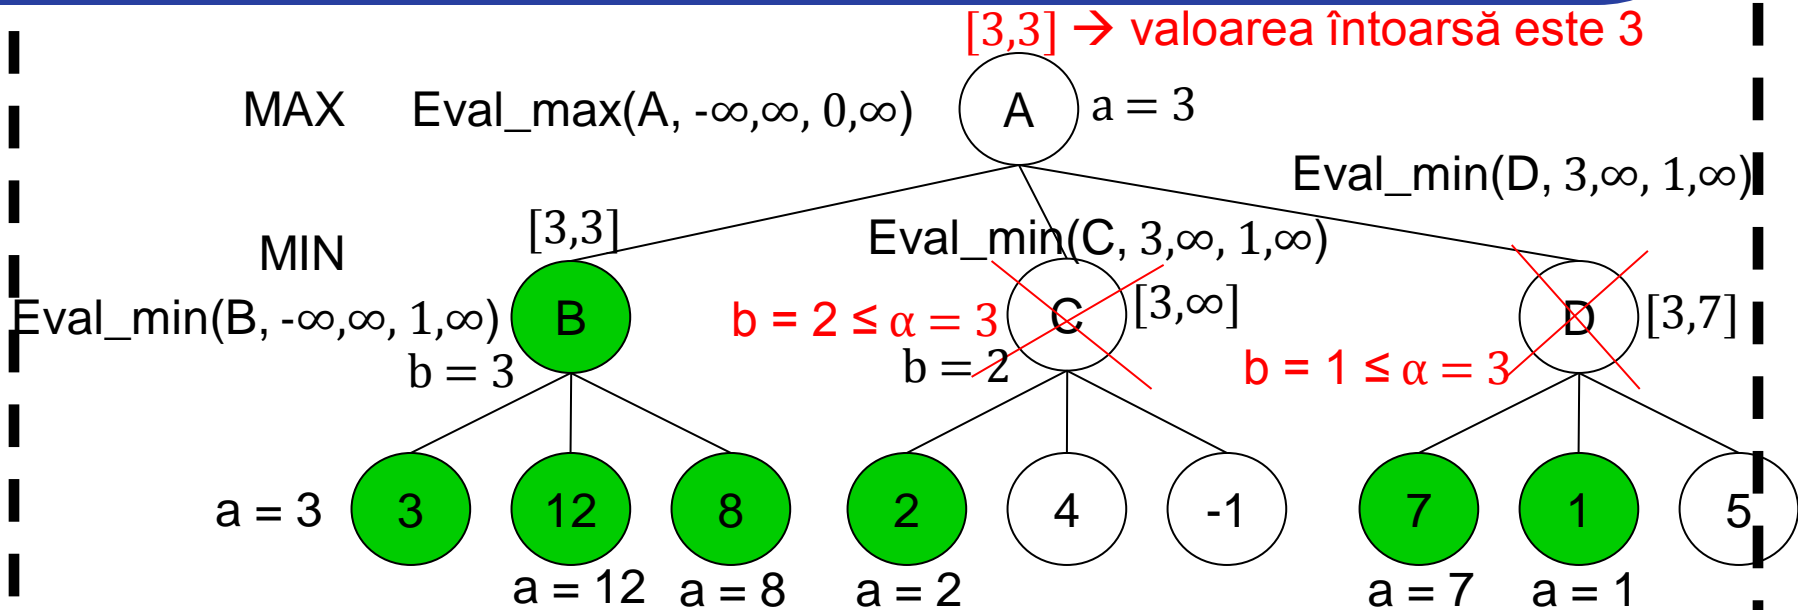 [3,3] → valoarea întoarsă este 3
MAX Eval_max(A, -∞,∞, 0,∞) A a = 3
Eval_min(D, 3,∞, 1,∞)
[3,3] Eval_min(C, 3,∞, 1,∞)
MIN
Eval_min(B, -∞,∞, 1,∞) B b = 2 ≤ α = 3 C [3,∞] D [3,7]
b = 3 b = 2 b = 1 ≤ α = 3
a = 3 3 12 8 2 4 -1 7 1 5
a = 12 a = 8 a = 2 a = 7 a = 1